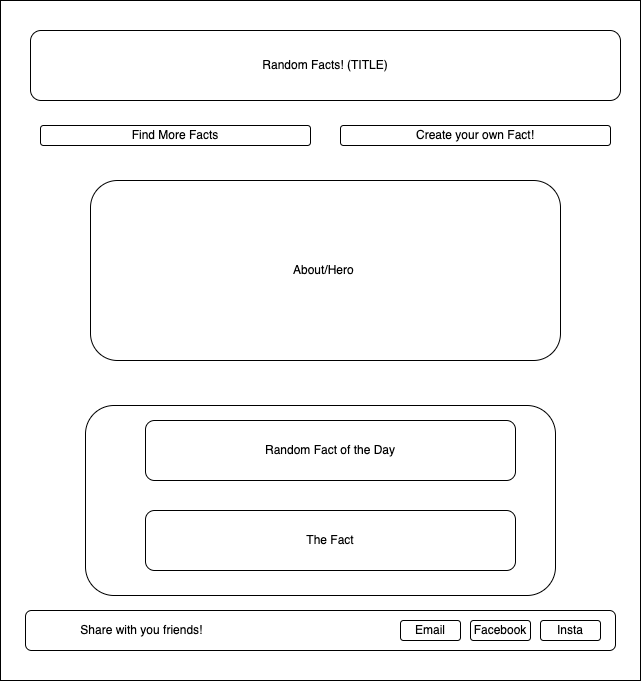 Random Facts! (TITLE)
Find More Facts
Create your own Fact!
About/Hero
Random Fact of the Day
The Fact
Share with you friends!
Email
Facebook
Insta